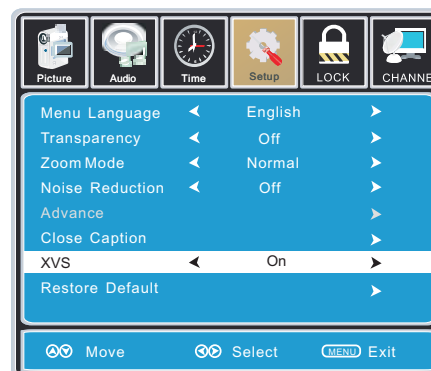 Picture Audio Time Setup LOCK CHANNE
Menu Language English
Transparency Off
Zoom Mode Normal
Noise Reduction Off
Advance
Close Caption
XVS On
Restore Default
Move Select MENU Exit